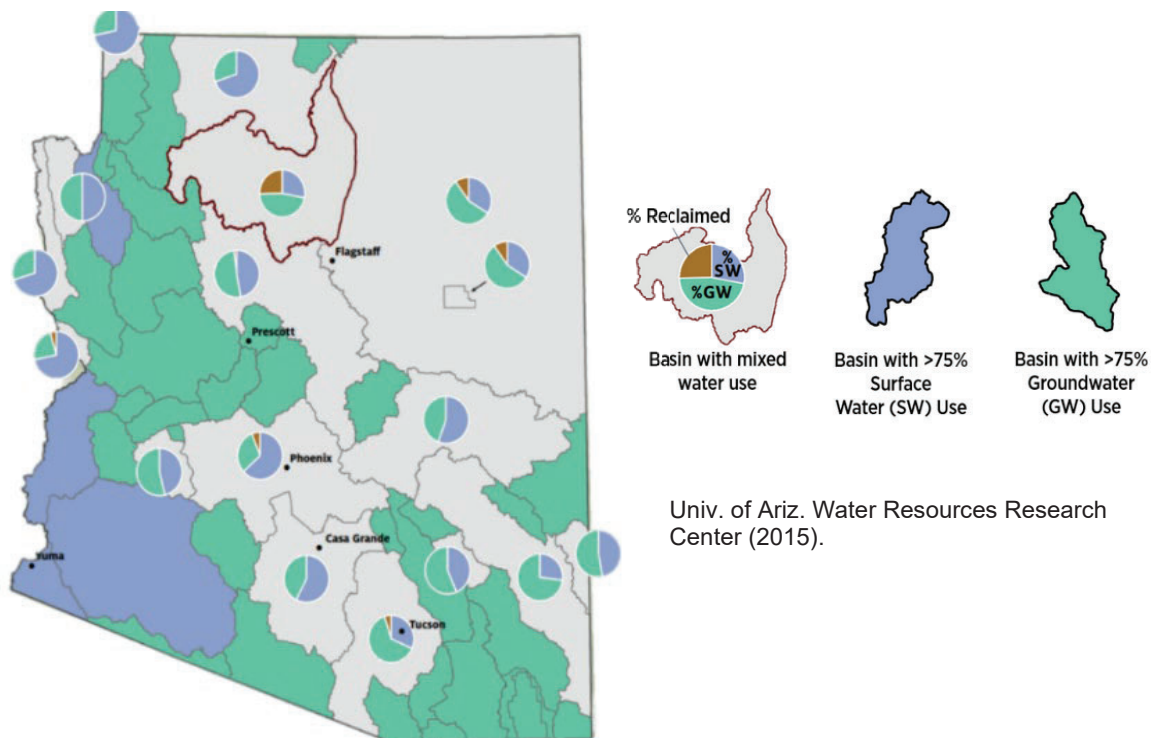 Flagstaff
Prescott
Phoenix
Casa Grande
Yuma
Tucson
% Reclaimed
%
SW
%GW
Basin with mixed
water use
Basin with >75%
Surface
Water (SW) Use
Basin with >75%
Groundwater
(GW) Use
Univ. of Ariz. Water Resources Research
Center (2015).